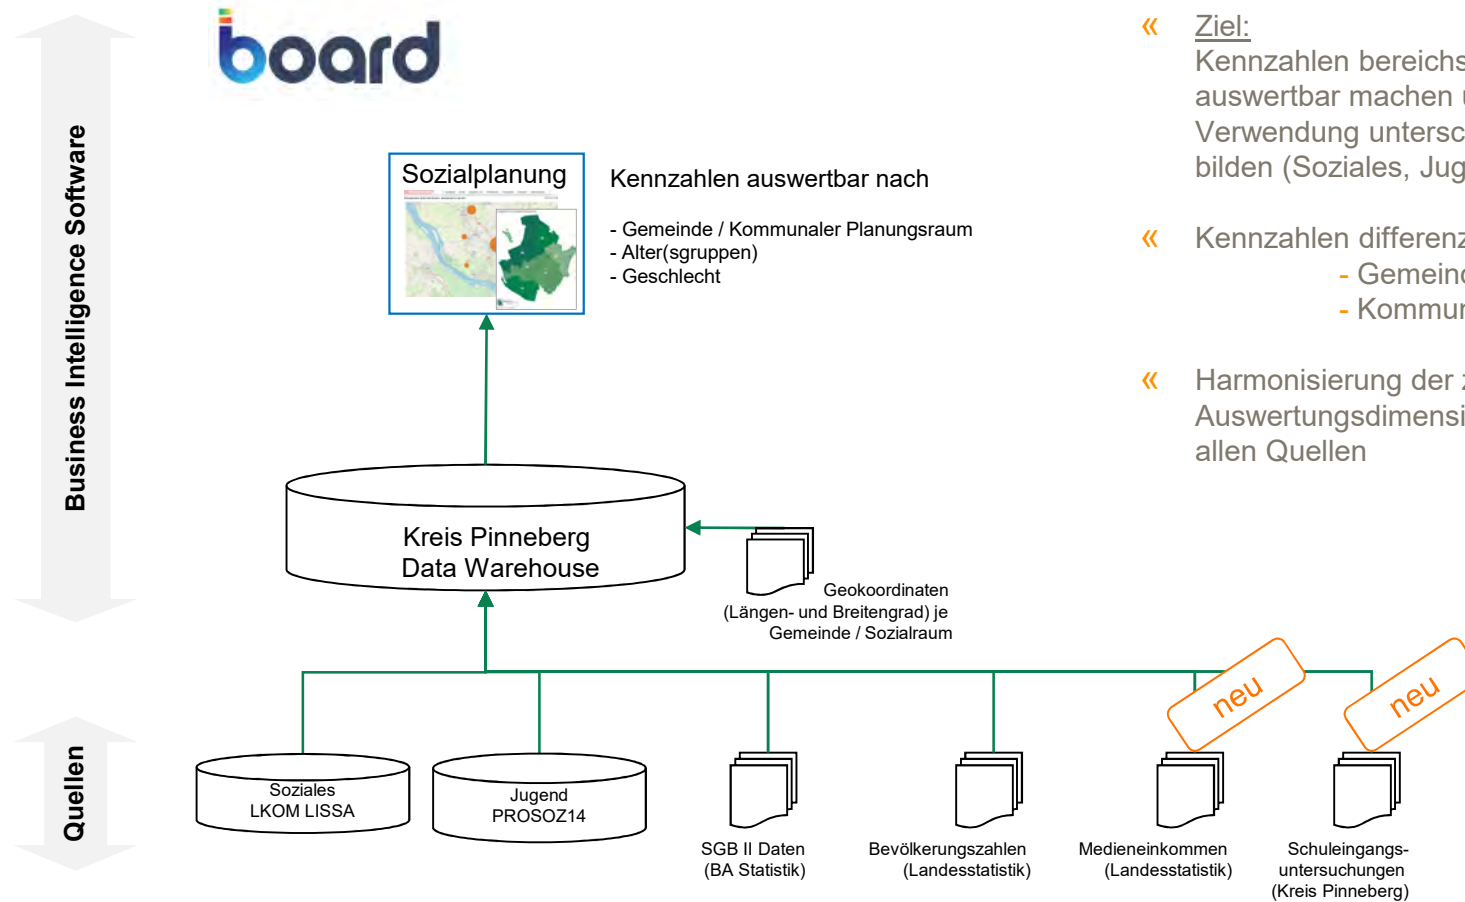 board
Business Intelligence Software
Sozialplanung
Kennzahlen auswertbar nach
- Gemeinde / Kommunaler Planungsraum
- Alter(sgruppen)
- Geschlecht
« Ziel:
Kennzahlen bereichs
auswertbar machen
Verwendung untersc
bilden (Soziales, Jug
« Kennzahlen differenz
- Gemeind
- Kommun
« Harmonisierung der
Auswertungsdimensi
allen Quellen
Kreis Pinneberg
Data Warehouse
Geokoordinaten
(Längen- und Breitengrad) je
Gemeinde / Sozialraum
neu
neu
Quellen
Soziales
LKOM LISSA
Jugend
PROSOZ14
SGB II Daten
(BA Statistik)
Bevölkerungszahlen
(Landesstatistik)
Medieneinkommen
(Landesstatistik)
Schuleingangs-
untersuchungen
(Kreis Pinneberg)